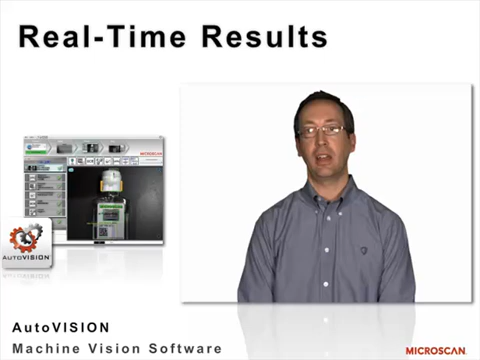 Real-Time Results
MICROSCAN
AUTOVISION
AutoVISION
Machine Vision Software
MICROSCAN